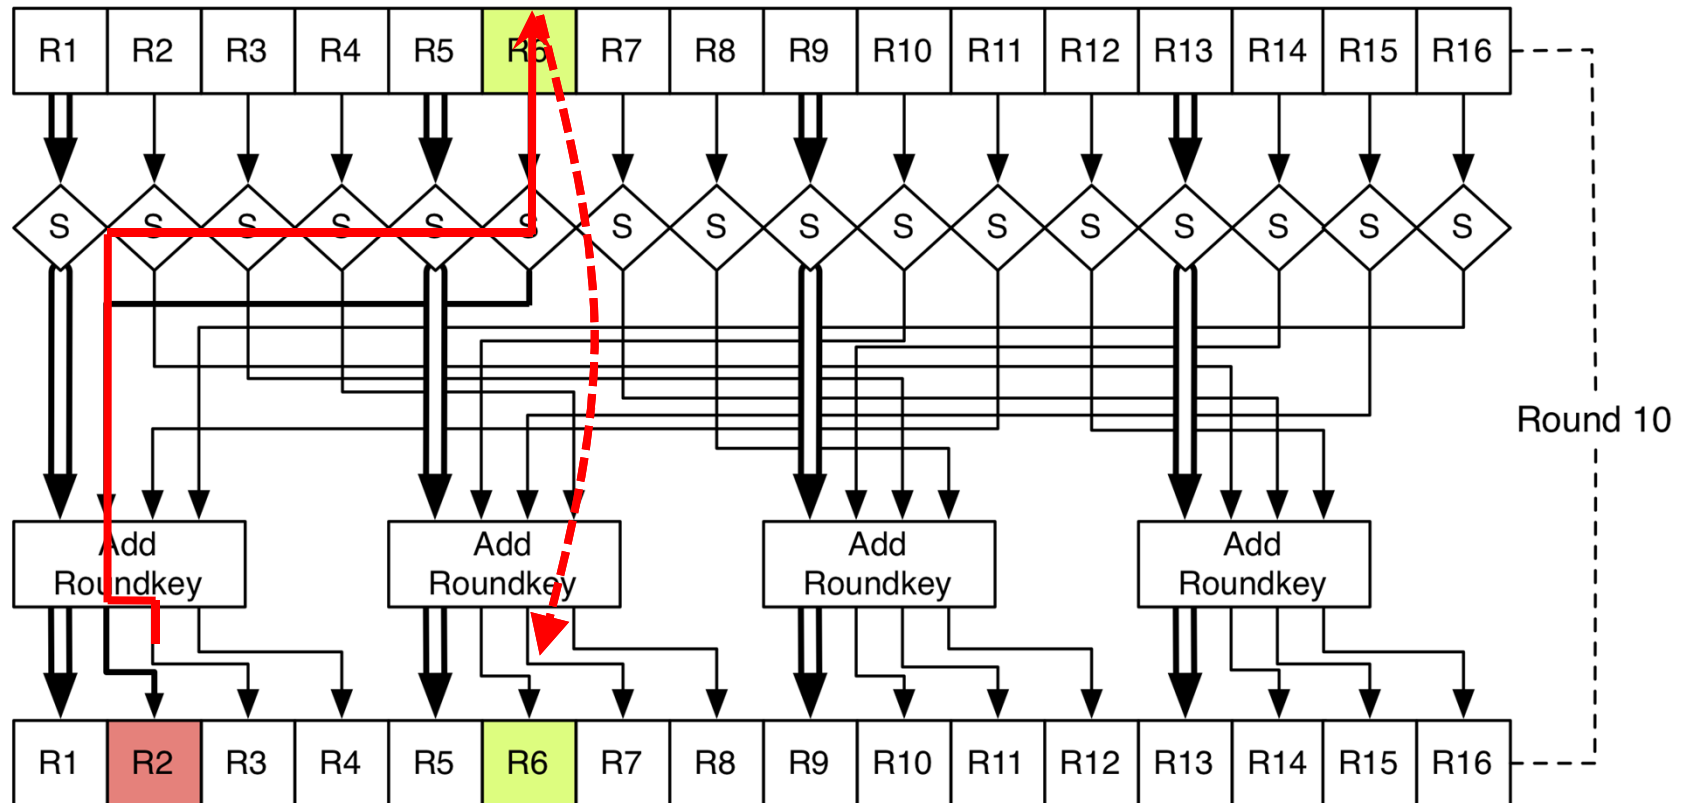 R1 R2 R3 R4 R5 R6 R7 R8 R9 R10 R11 R12 R13 R14 R15 R16
S S S S S S S S S S S S S S S S
Round 10
Add Add Add Add
Roundkey Roundkey Roundkey Roundkey
R1 R2 R3 R4 R5 R6 R7 R8 R9 R10 R11 R12 R13 R14 R15 R16